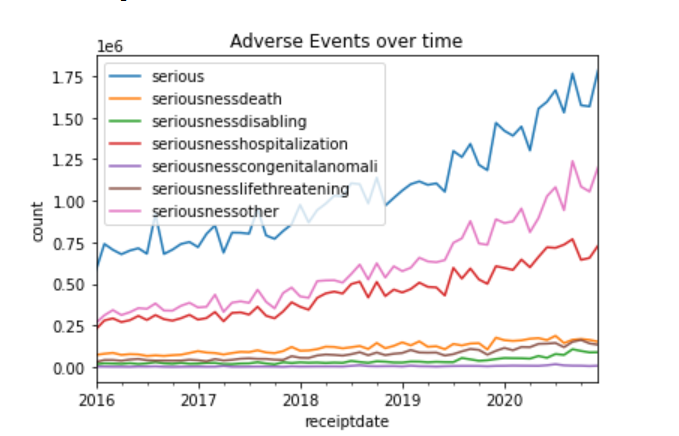 Adverse Events over time
1e6
1.75
1.50
1.25
1.00
0.75
0.50
0.25
0.00
count
serious
seriousnessdeath
seriousnessdisabling
seriousnesshospitalization
seriousnesscongenitalanomali
seriousnesslifethreatening
seriousnessother
2016 2017 2018 2019 2020
receiptdate